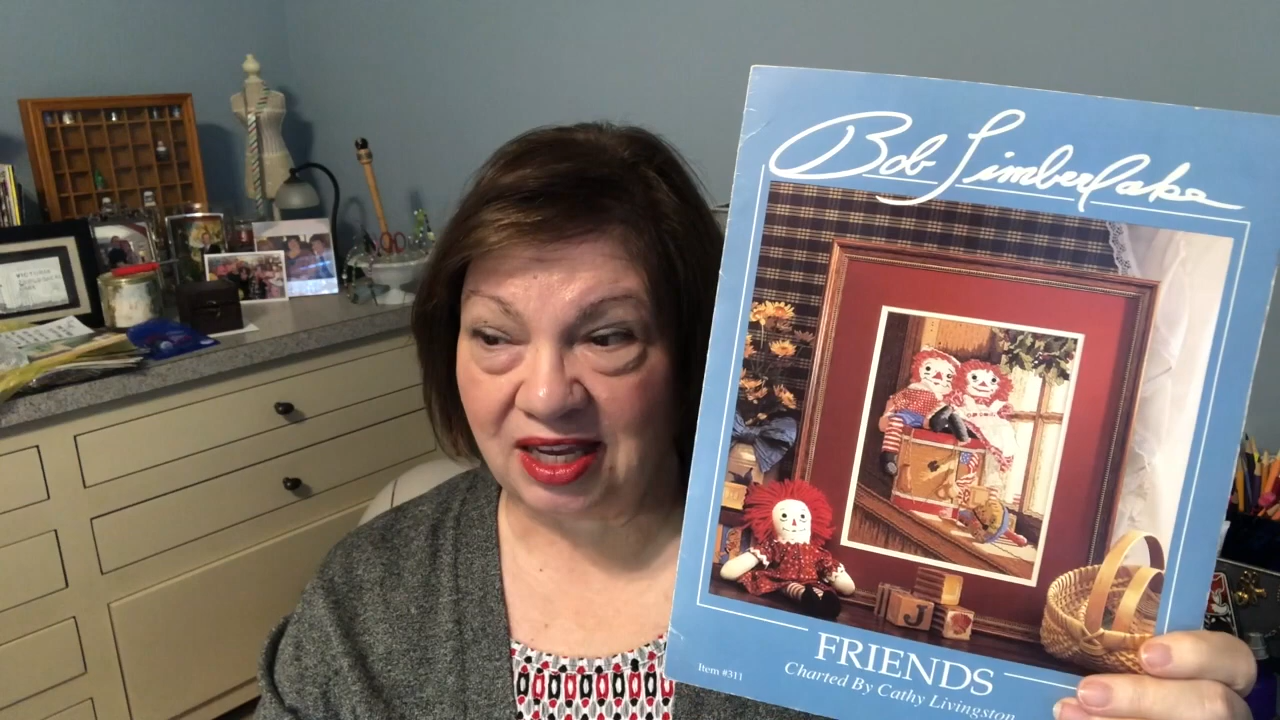 Bob Timberlake
J
FRIENDS
Item #311
Charted By Cathy Livingston